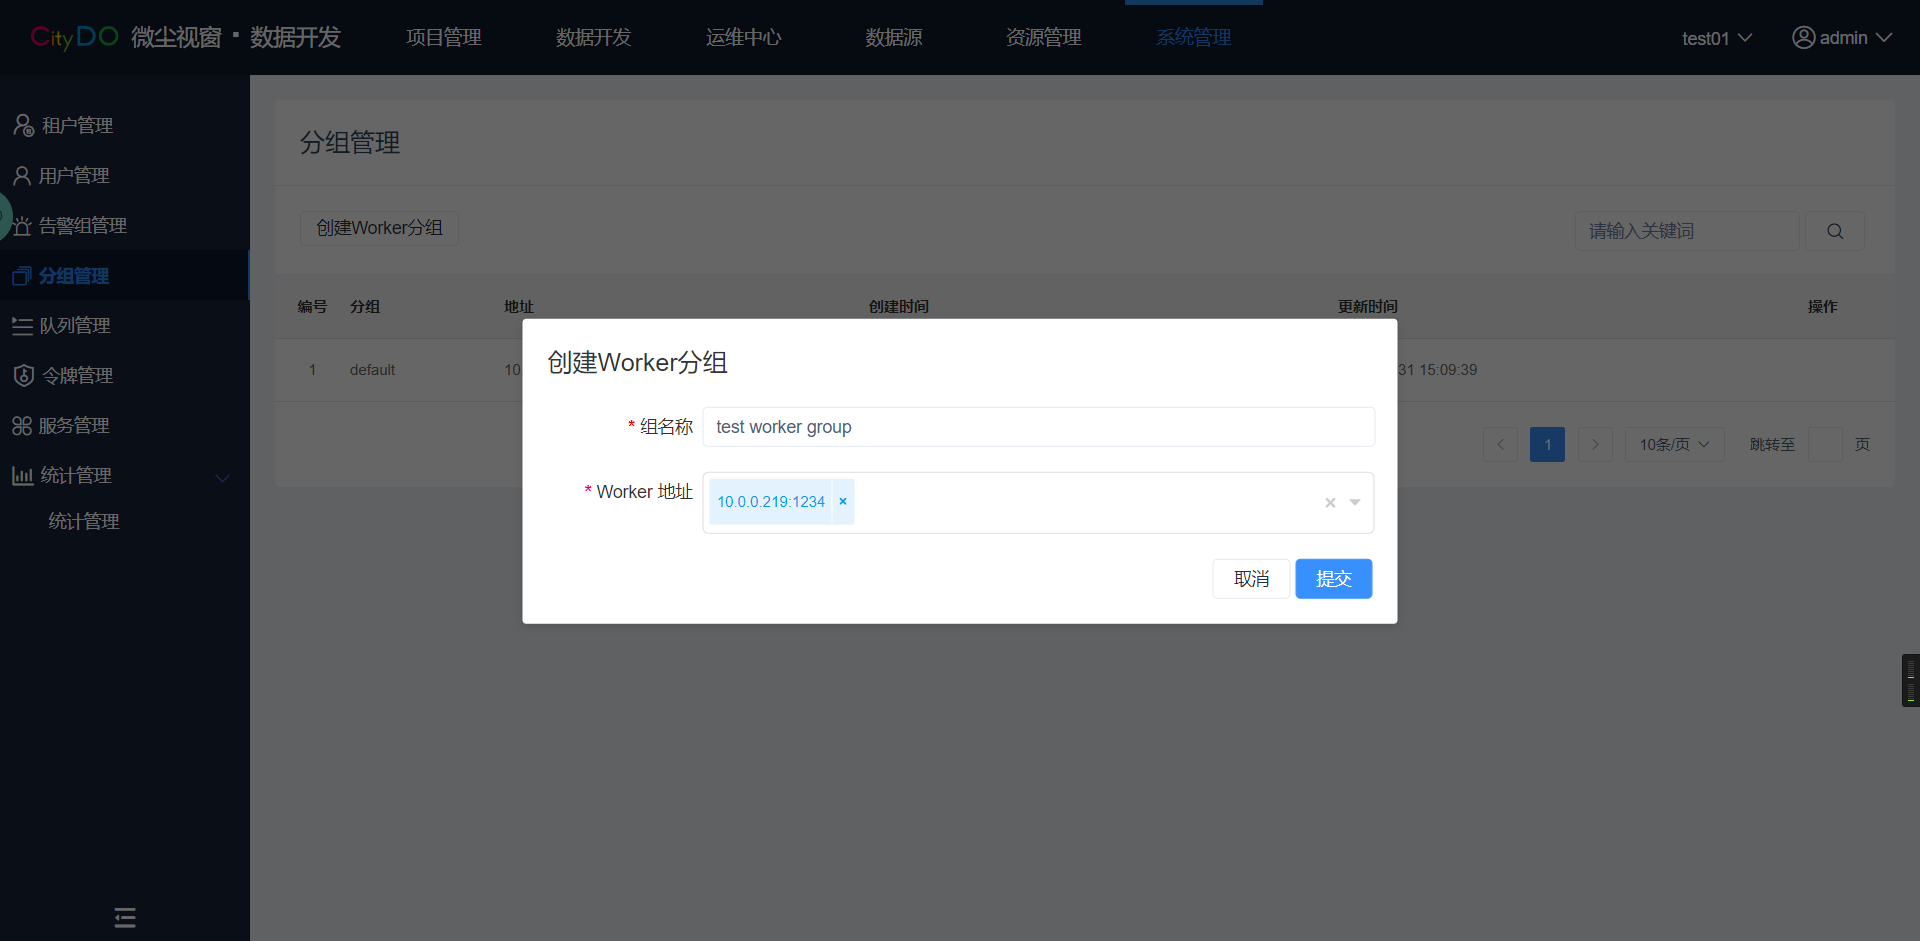 CityDO 微尘视窗·数据开发 项目管理 数据开发 运维中心 数据源 资源管理 系统管理 test01 admin
租户管理
用户管理
告警组管理
分组管理
队列管理
令牌管理
服务管理
统计管理
统计管理
分组管理
创建Worker分组 请输入关键词
编号 分组 地址 创建时间 更新时间 操作
1 default 10 31 15:09:39
1 10条/页 跳转至 页
创建Worker分组
* 组名称 test worker group
* Worker 地址 10.0.0.219:1234 ×
取消 提交